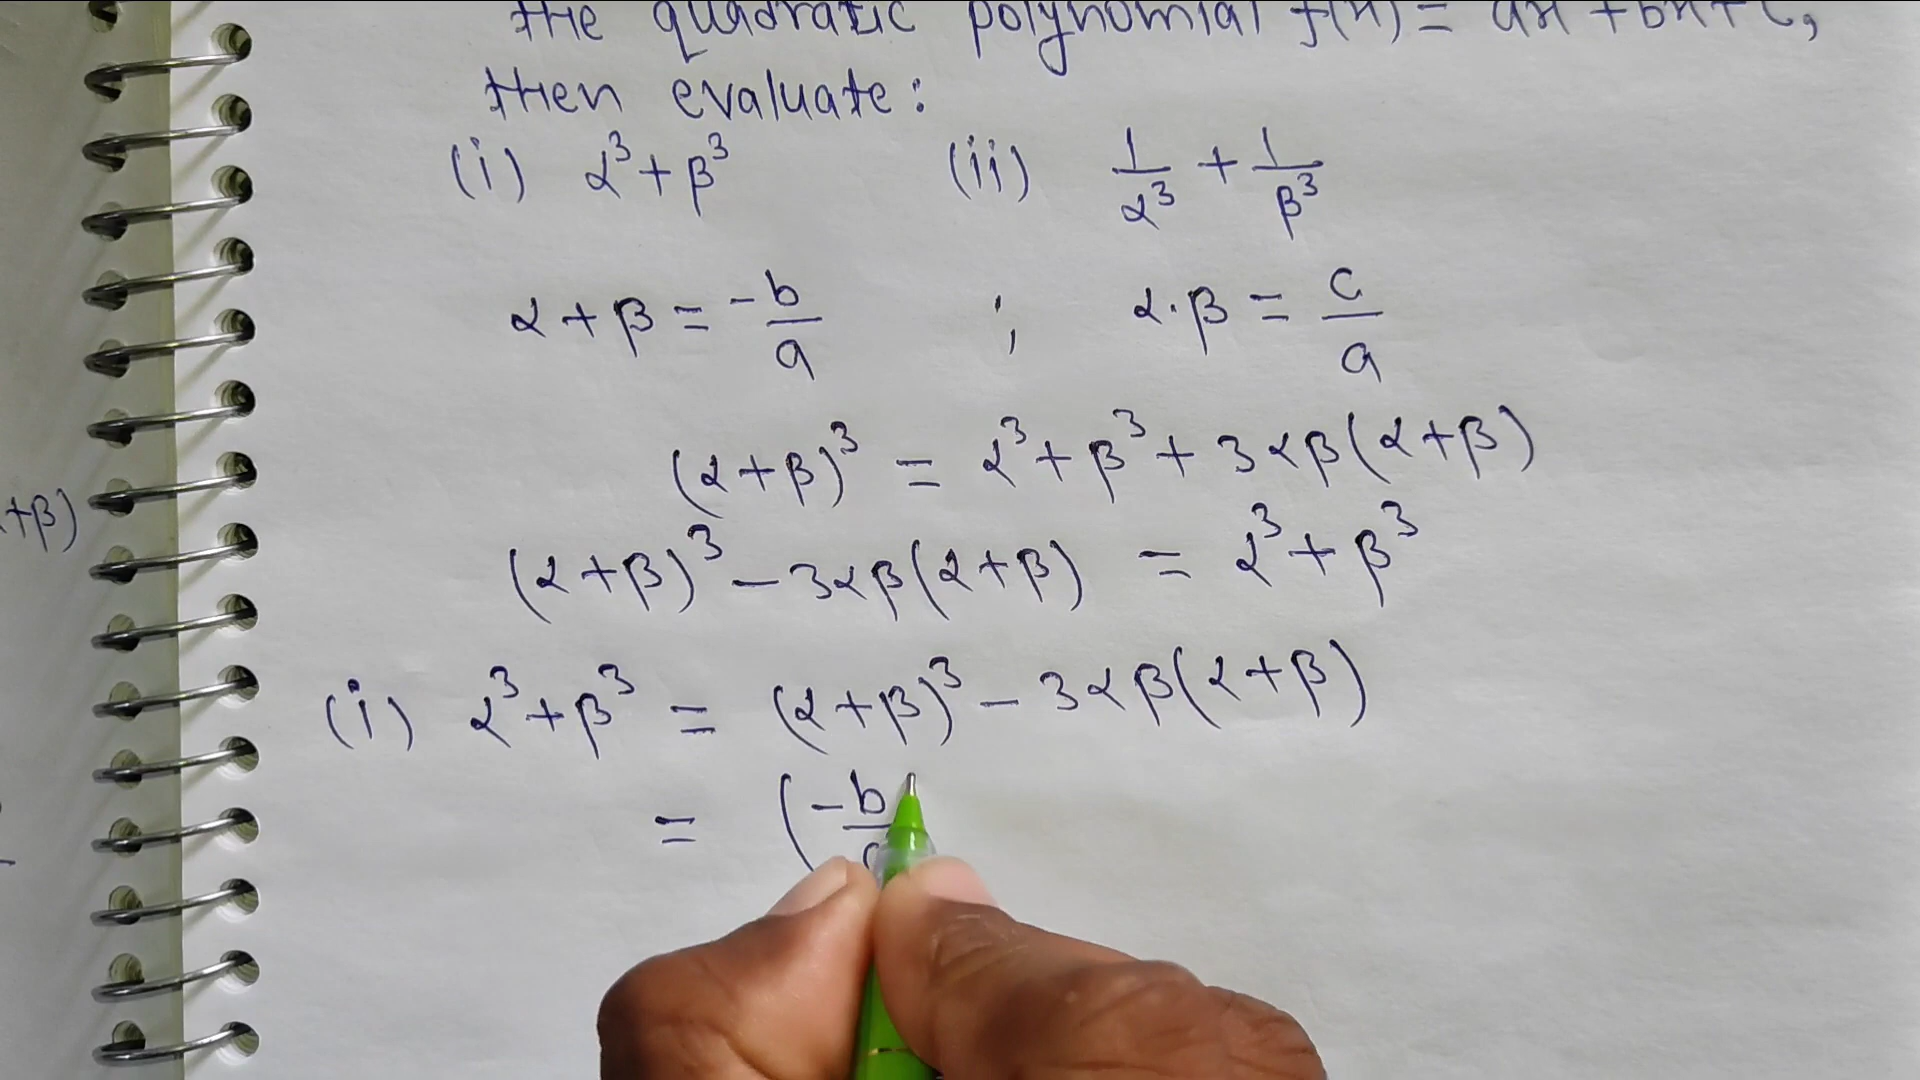 the quadratic polynomial f(x) = ax² + bx + c,
then evaluate:
(i) α³ + β³ (ii) 1/α³ + 1/β³
α + β = -b/a ; α·β = c/a
(α + β)³ = α³ + β³ + 3αβ(α + β)
(α + β)³ - 3αβ(α + β) = α³ + β³
(i) α³ + β³ = (α + β)³ - 3αβ(α + β)
= (-b/a
+β)